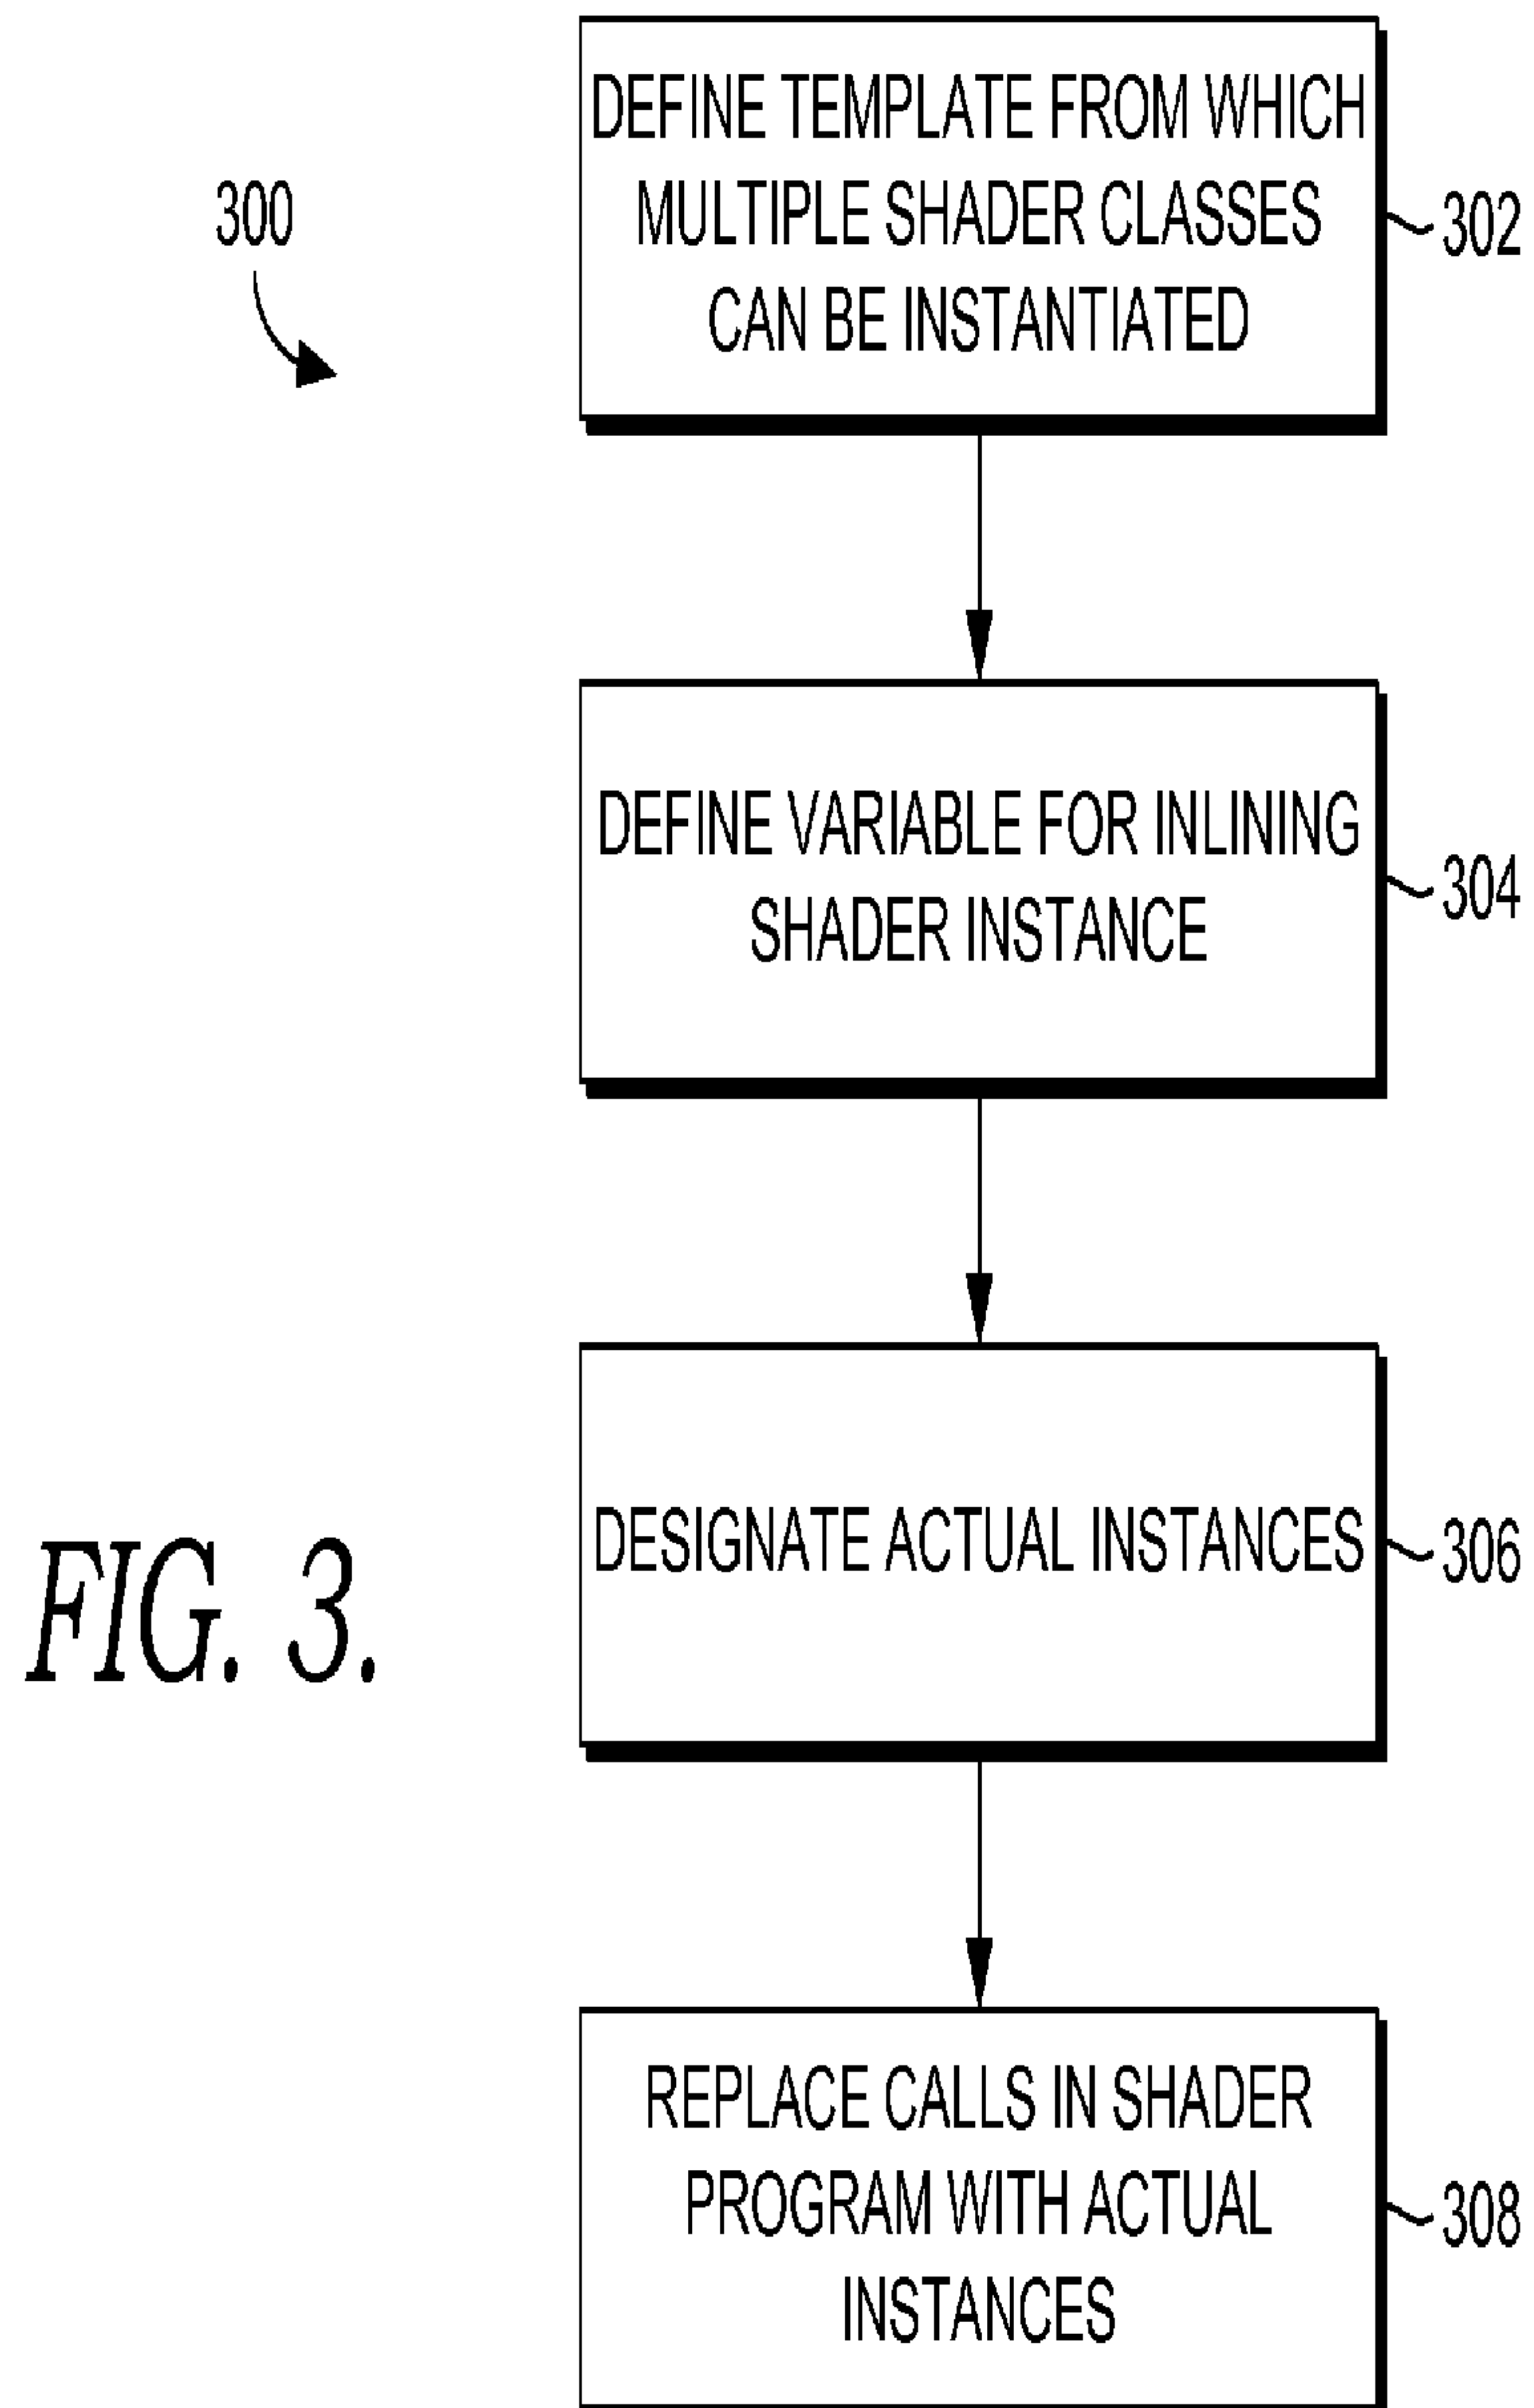 300
DEFINE TEMPLATE FROM WHICH
MULTIPLE SHADER CLASSES
CAN BE INSTANTIATED
302
DEFINE VARIABLE FOR INLINING
SHADER INSTANCE
304
DESIGNATE ACTUAL INSTANCES
306
REPLACE CALLS IN SHADER
PROGRAM WITH ACTUAL
INSTANCES
308
FIG. 3.